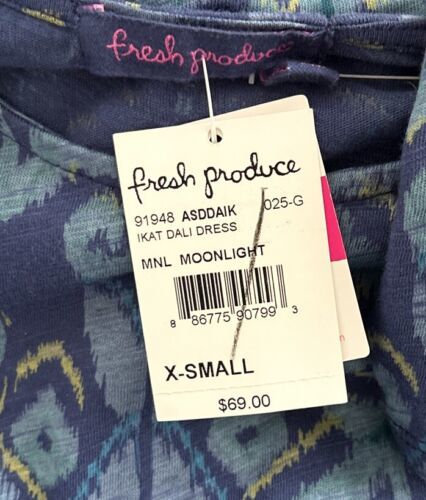 fresh produce
fresh produce
91948 ASDDAIK 025-G
IKAT DALI DRESS
MNL MOONLIGHT
8 86775 90799 3
X-SMALL
$69.00